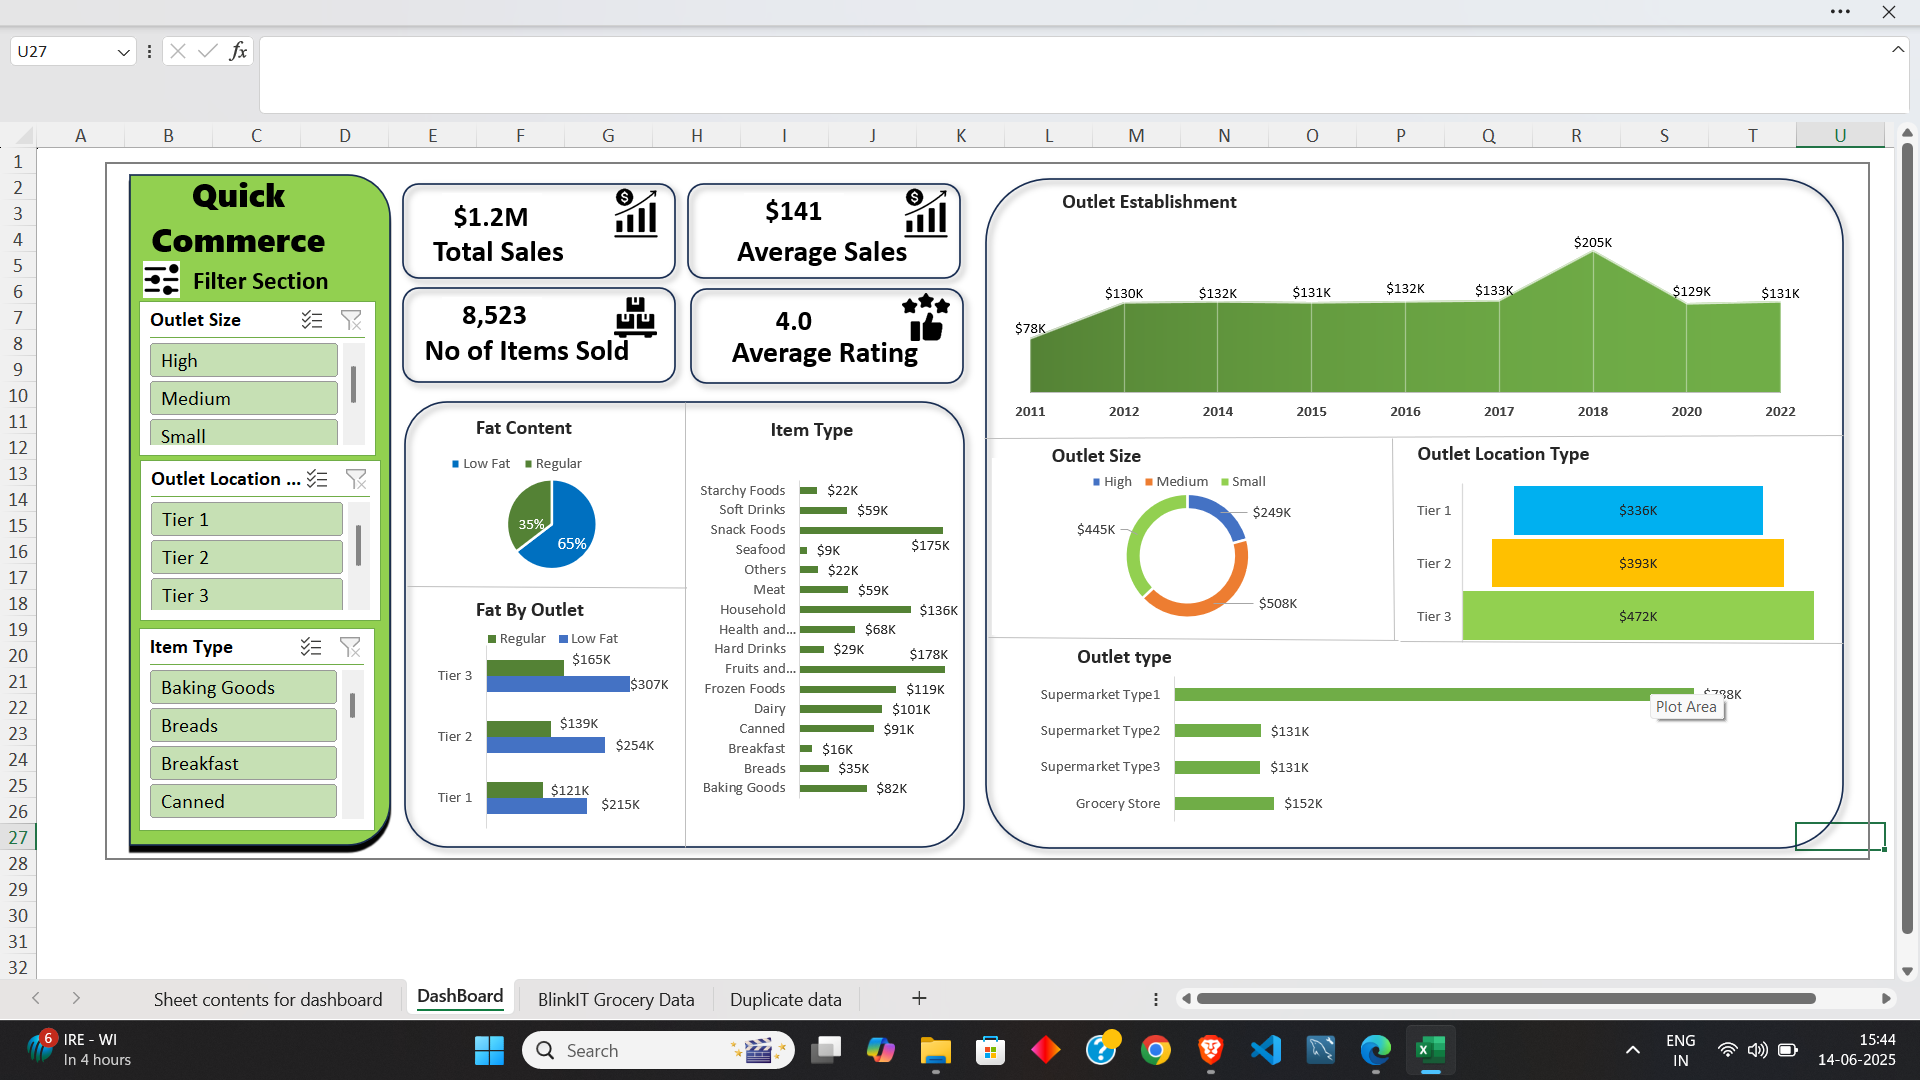 U27
fx
A B C D E F G H I J K L M N O P Q R S T U
1
2
3
4
5
6
7
8
9
10
11
12
13
14
15
16
17
18
19
20
21
22
23
24
25
26
27
28
29
30
31
32
Quick
Commerce
Filter Section
Outlet Size
High
Medium
Small
Outlet Location ...
Tier 1
Tier 2
Tier 3
Item Type
Baking Goods
Breads
Breakfast
Canned
$1.2M
Total Sales
$141
Average Sales
8,523
No of Items Sold
4.0
Average Rating
Fat Content
Low Fat Regular
35%
65%
Fat By Outlet
Regular Low Fat
Tier 3 $165K
$307K
Tier 2 $139K
$254K
Tier 1 $121K
$215K
Item Type
Starchy Foods $22K
Soft Drinks $59K
Snack Foods $175K
Seafood $9K
Others $22K
Meat $59K
Household $136K
Health and... $68K
Hard Drinks $29K
Fruits and... $178K
Frozen Foods $119K
Dairy $101K
Canned $91K
Breakfast $16K
Breads $35K
Baking Goods $82K
Outlet Establishment
$78K $130K $132K $131K $132K $133K $205K $129K $131K
2011 2012 2014 2015 2016 2017 2018 2020 2022
Outlet Size
High Medium Small
$445K
$249K
$508K
Outlet Location Type
Tier 1 $336K
Tier 2 $393K
Tier 3 $472K
Outlet type
Supermarket Type1 $788K
Plot Area
Supermarket Type2 $131K
Supermarket Type3 $131K
Grocery Store $152K
Sheet contents for dashboard DashBoard BlinkIT Grocery Data Duplicate data
6
IRE - WI
In 4 hours
Search
ENG
IN
15:44
14-06-2025